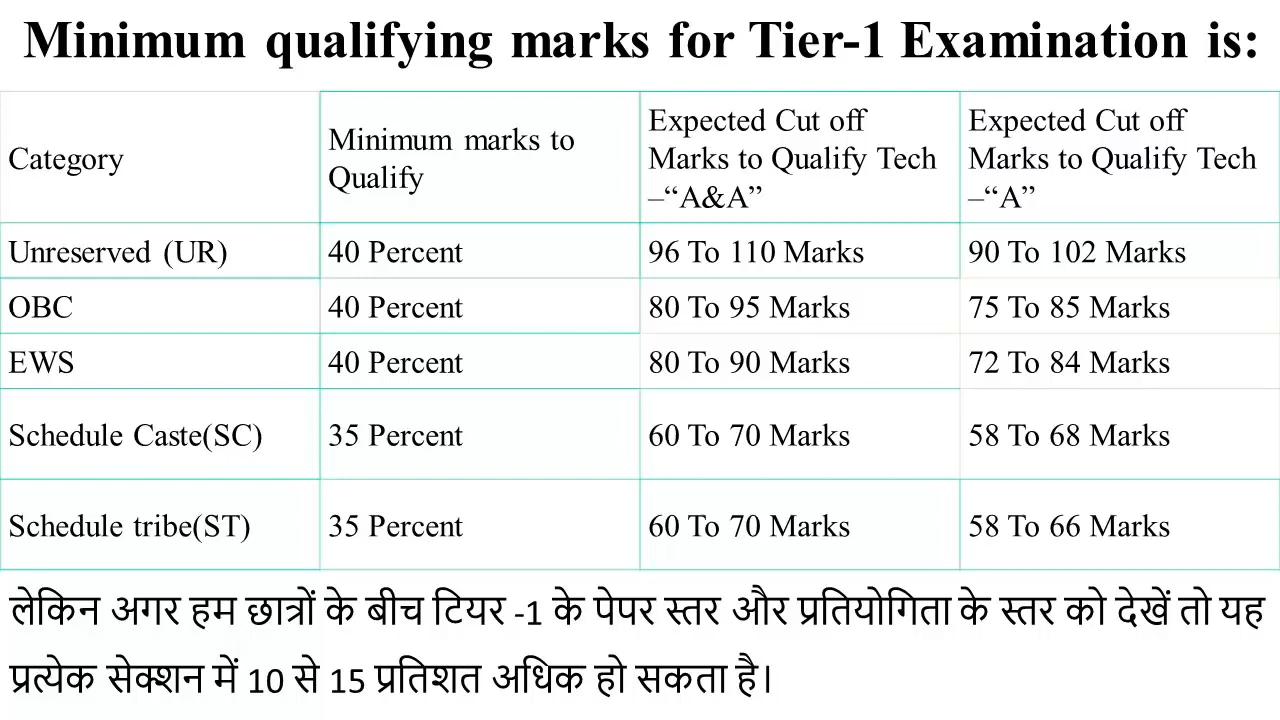 Minimum qualifying marks for Tier-1 Examination is:
Category
Minimum marks to
Qualify
Expected Cut off
Marks to Qualify Tech
–“A&A”
Expected Cut off
Marks to Qualify Tech
–“A”
Unreserved (UR) 40 Percent 96 To 110 Marks 90 To 102 Marks
OBC 40 Percent 80 To 95 Marks 75 To 85 Marks
EWS 40 Percent 80 To 90 Marks 72 To 84 Marks
Schedule Caste(SC) 35 Percent 60 To 70 Marks 58 To 68 Marks
Schedule tribe(ST) 35 Percent 60 To 70 Marks 58 To 66 Marks
लेकिन अगर हम छात्रों के बीच टियर -1 के पेपर स्तर और प्रतियोगिता के स्तर को देखें तो यह
प्रत्येक सेक्शन में 10 से 15 प्रतिशत अधिक हो सकता है।